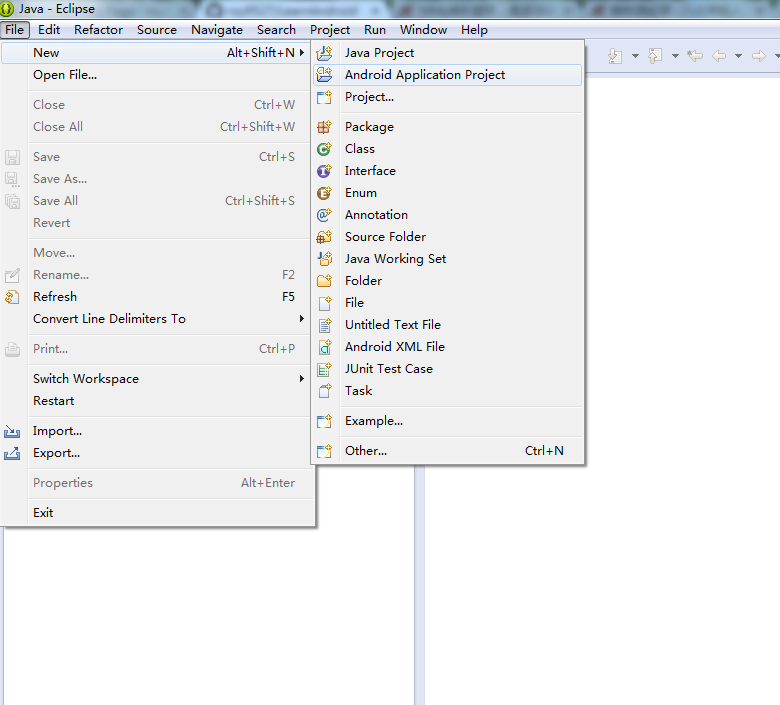 Java - Eclipse
File Edit Refactor Source Navigate Search Project Run Window Help
New Alt+Shift+N
Open File...
Close Ctrl+W
Close All Ctrl+Shift+W
Save Ctrl+S
Save As...
Save All Ctrl+Shift+S
Revert
Move...
Rename... F2
Refresh F5
Convert Line Delimiters To
Print... Ctrl+P
Switch Workspace
Restart
Import...
Export...
Properties Alt+Enter
Exit
Java Project
Android Application Project
Project...
Package
Class
Interface
Enum
Annotation
Source Folder
Java Working Set
Folder
File
Untitled Text File
Android XML File
JUnit Test Case
Task
Example...
Other... Ctrl+N